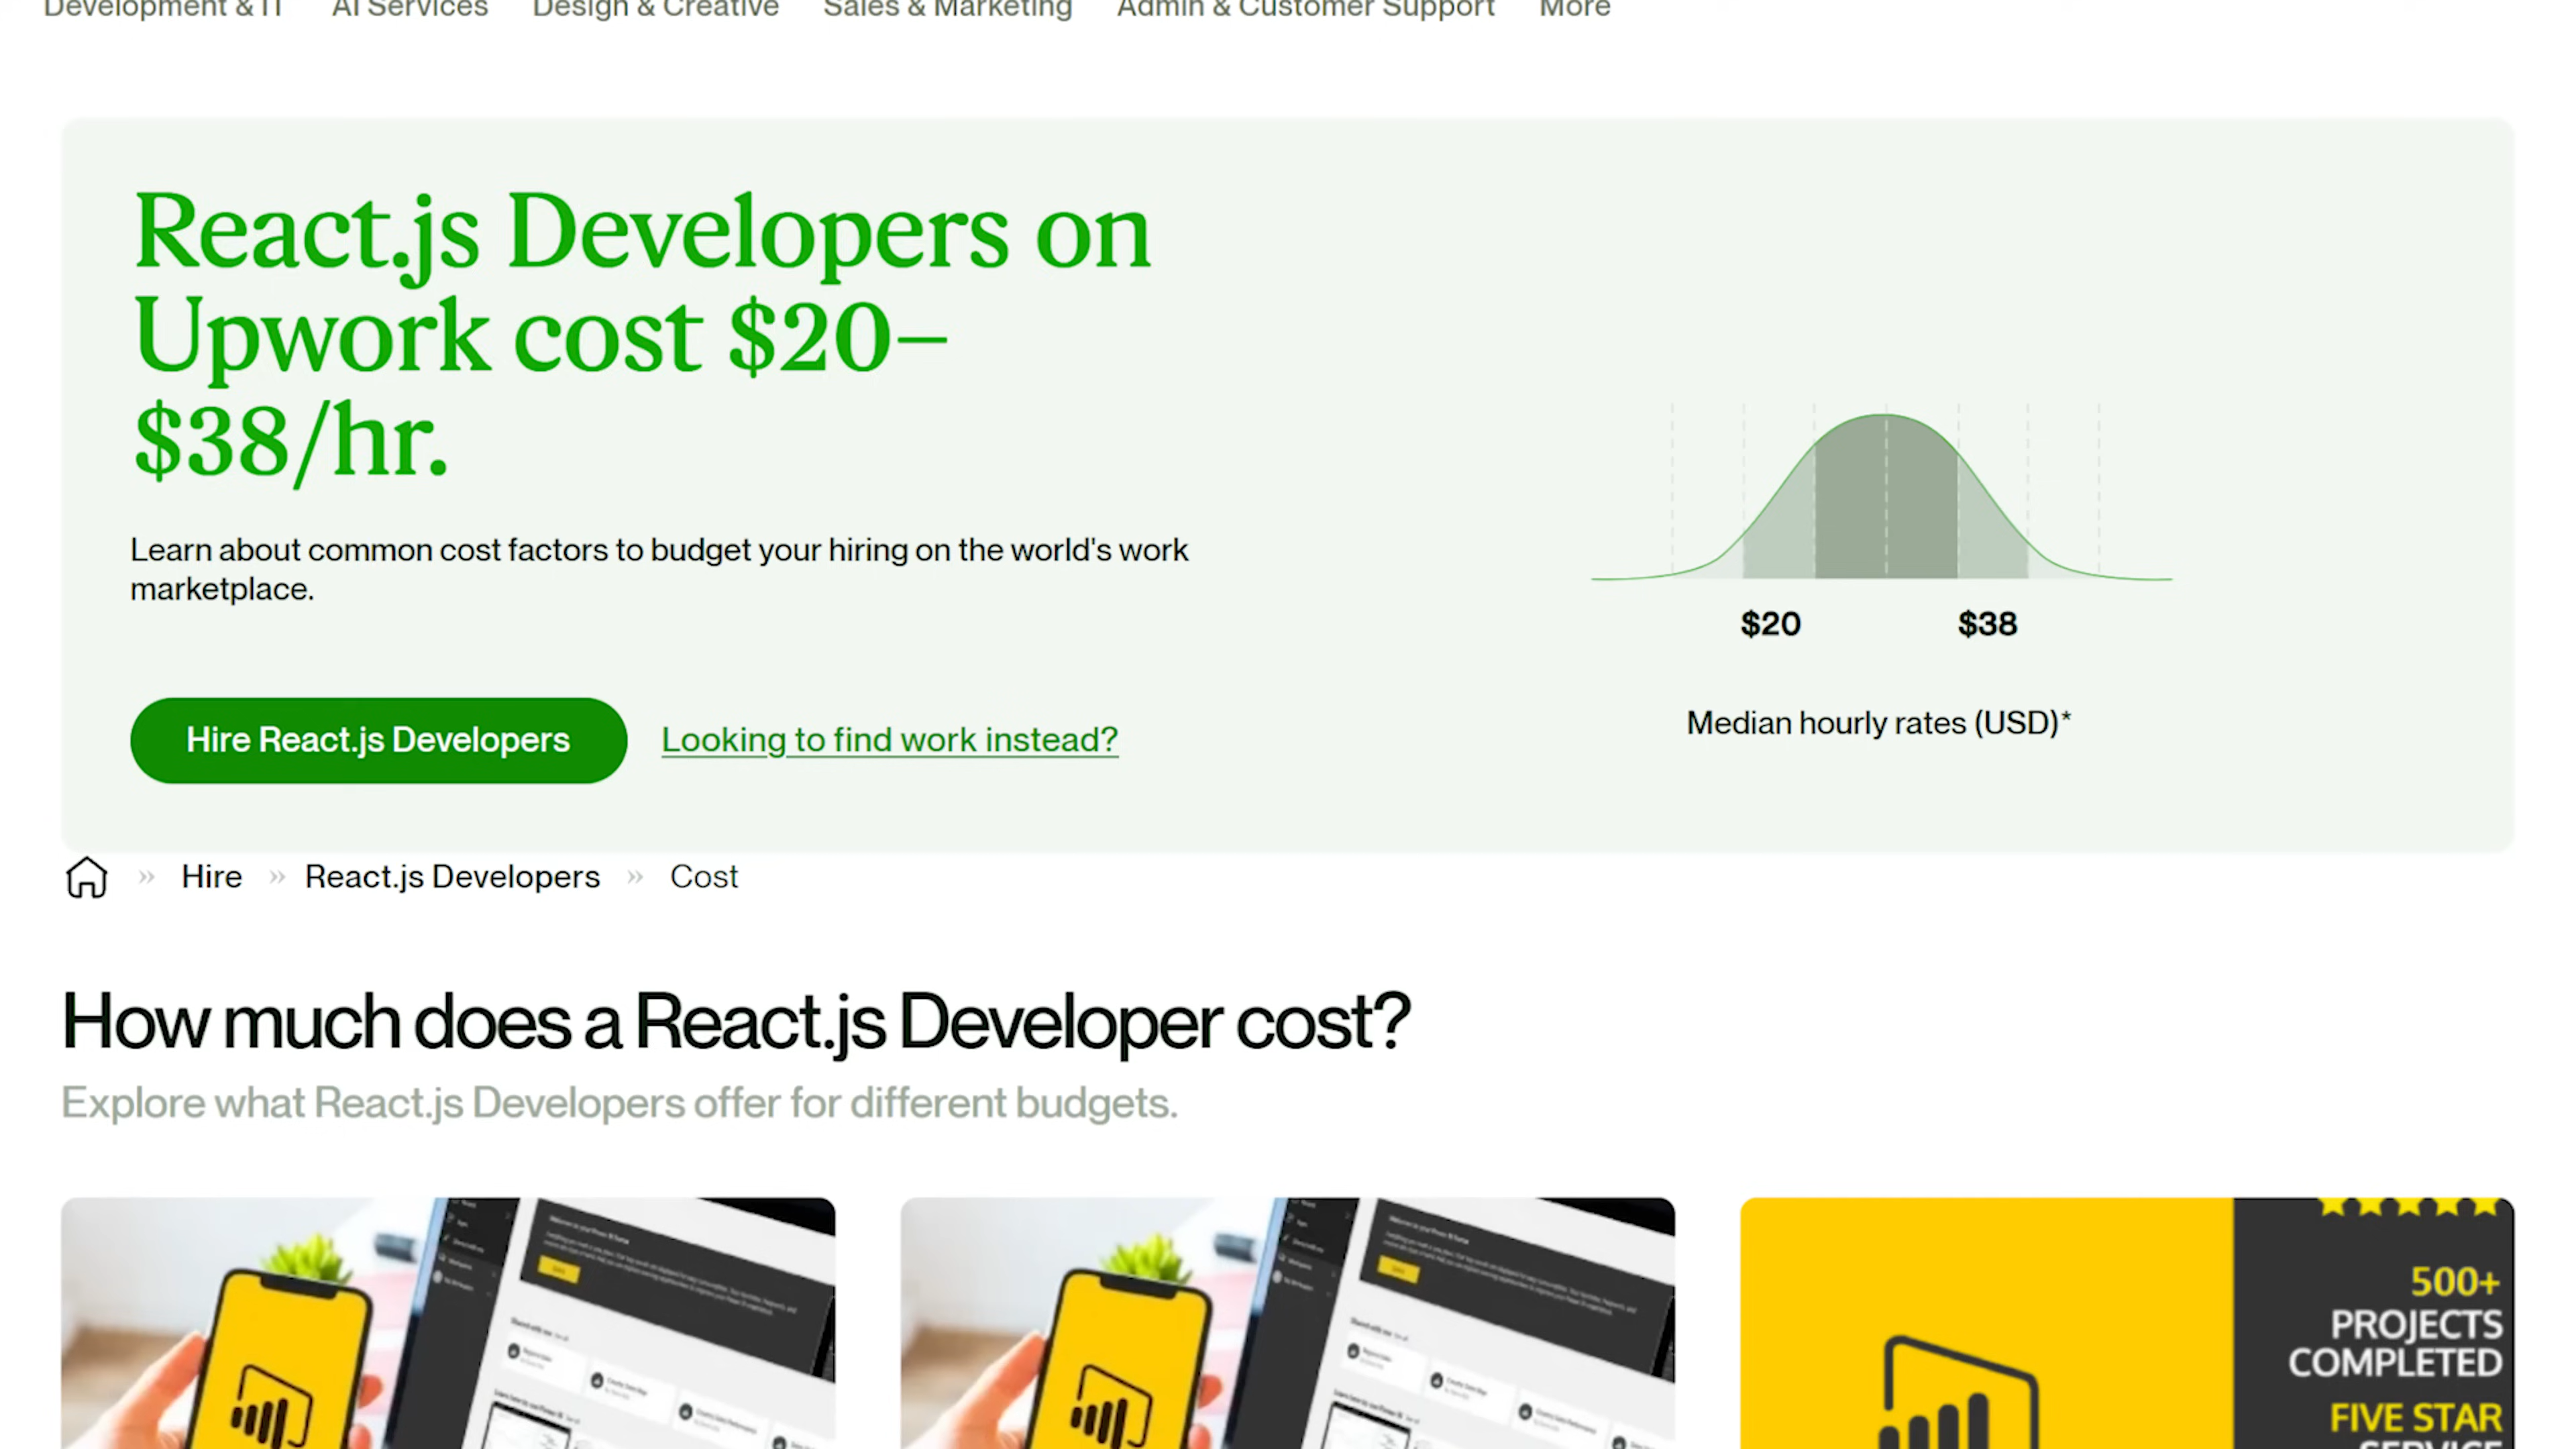 Development & IT AI Services Design & Creative Sales & Marketing Admin & Customer Support More
React.js Developers on
Upwork cost $20–
$38/hr.
Learn about common cost factors to budget your hiring on the world's work
marketplace.
Hire React.js Developers Looking to find work instead?
$20 $38
Median hourly rates (USD)*
» Hire » React.js Developers » Cost
How much does a React.js Developer cost?
Explore what React.js Developers offer for different budgets.
500+
PROJECTS
COMPLETED
FIVE STAR
SERVICE